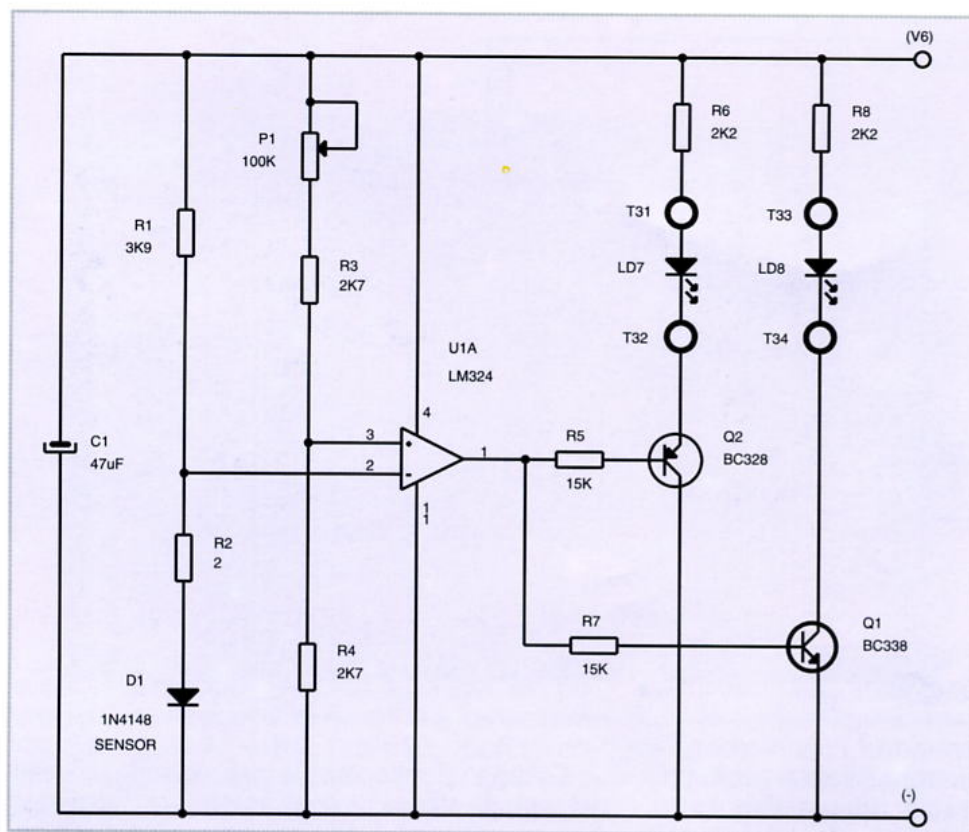 (V6)
R6
2K2
R8
2K2
P1
100K
T31
T33
R1
3K9
R3
2K7
LD7
LD8
T32
T34
U1A
LM324
4
C1
47uF
3
2
1
R5
15K
Q2
BC328
11
R2
2
R7
15K
Q1
BC338
R4
2K7
D1
1N4148
SENSOR
(-)